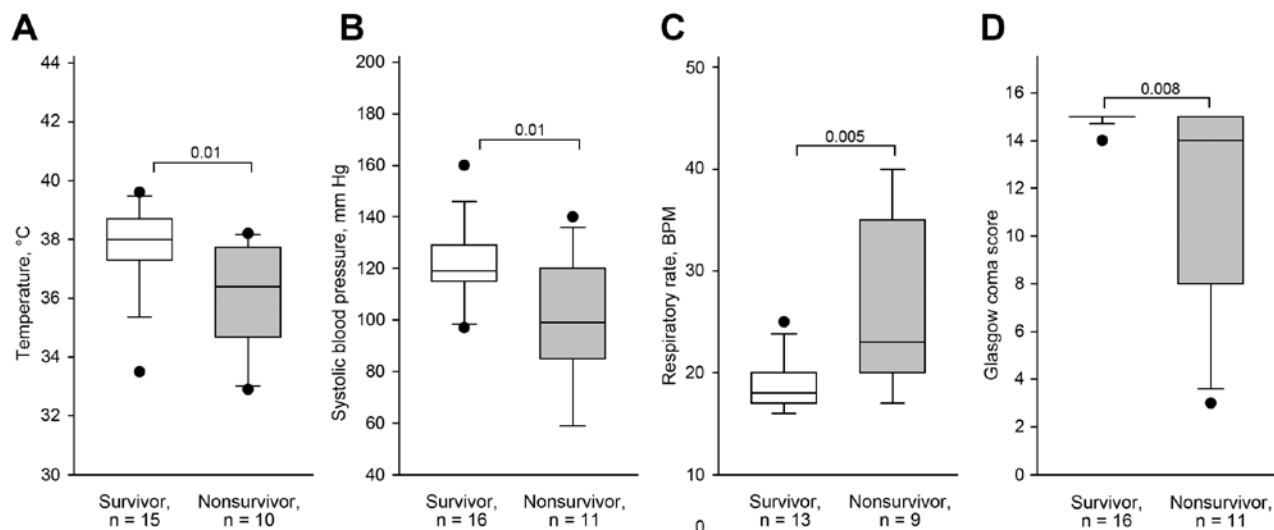 A
Temperature, °C
44
42
40
38
36
34
32
30
0.01
Survivor,
n = 15
Nonsurvivor,
n = 10
B
Systolic blood pressure, mm Hg
200
180
160
140
120
100
80
60
40
0.01
Survivor,
n = 16
Nonsurvivor,
n = 11
C
Respiratory rate, BPM
50
40
30
20
10
0
0.005
Survivor,
n = 13
Nonsurvivor,
n = 9
D
Glasgow coma score
16
14
12
10
8
6
4
2
0
0.008
Survivor,
n = 16
Nonsurvivor,
n = 11